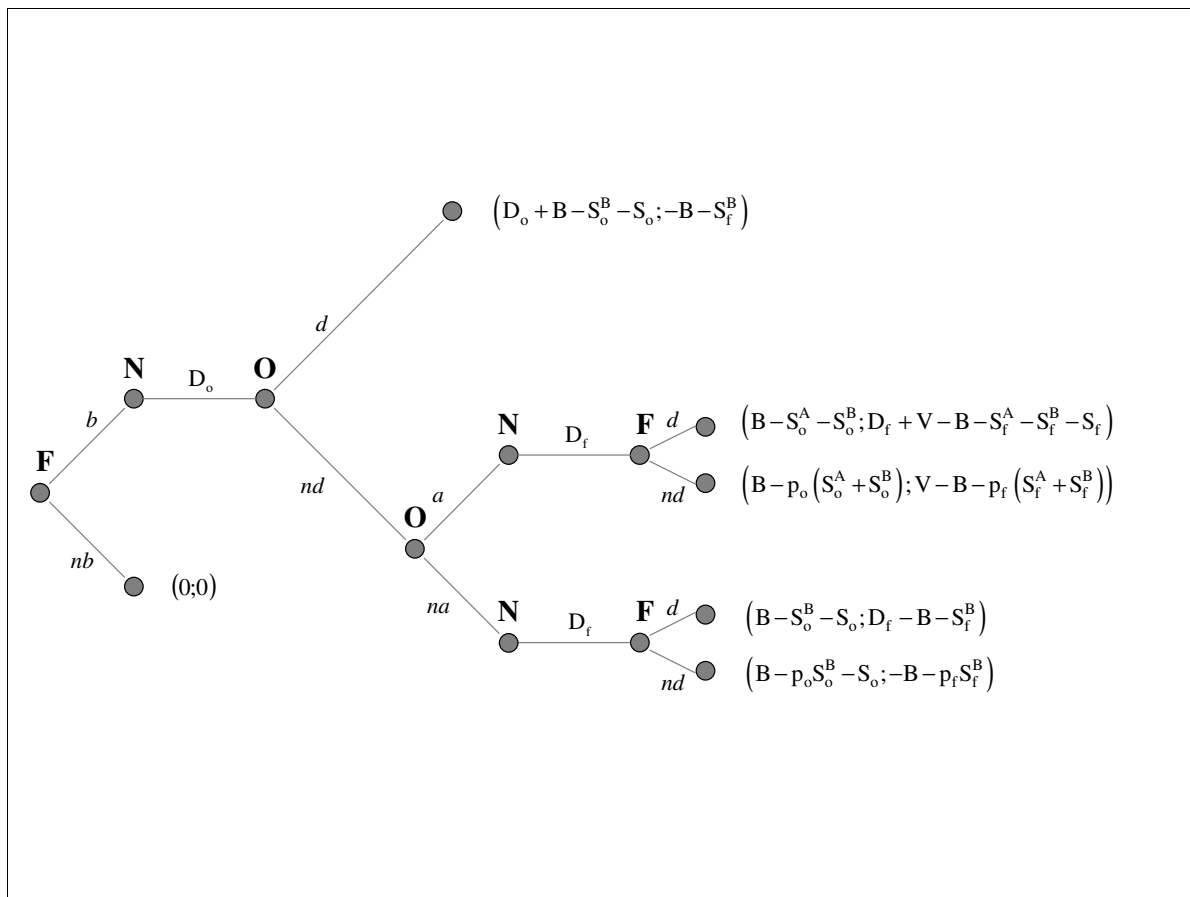 (D_o + B − S_o^B − S_o; −B − S_f^B)
d
N D_o O
b
(B − S_o^A − S_o^B; D_f + V − B − S_f^A − S_f^B − S_f)
N D_f F d
F
nd a nd (B − p_o(S_o^A + S_o^B); V − B − p_f(S_f^A + S_f^B))
O
nb (0;0)
na
N D_f F d (B − S_o^B − S_o; D_f − B − S_f^B)
nd (B − p_o S_o^B − S_o; −B − p_f S_f^B)